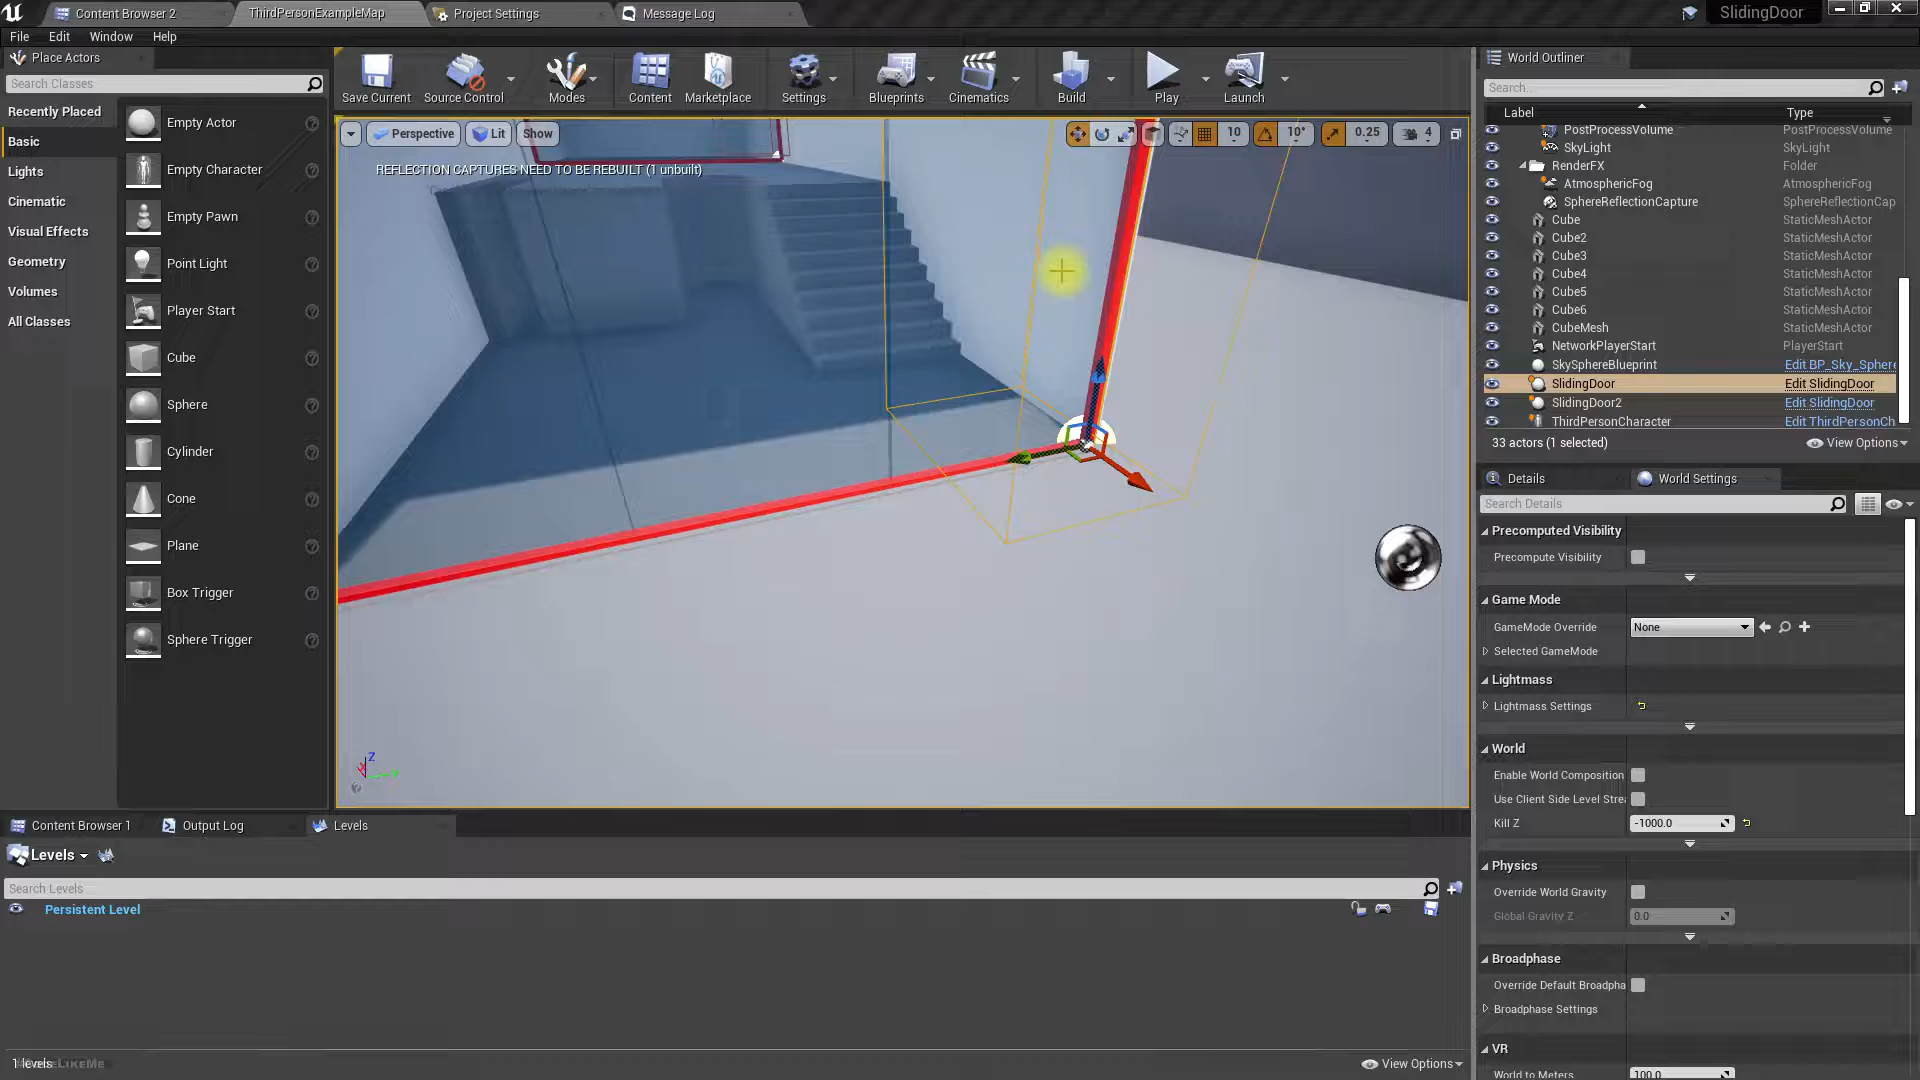 Content Browser 2
ThirdPersonExampleMap
Project Settings
Message Log
SlidingDoor
File
Edit
Window
Help
Place Actors
Search Classes
Recently Placed
Basic
Lights
Cinematic
Visual Effects
Geometry
Volumes
All Classes
Empty Actor
Empty Character
Empty Pawn
Point Light
Player Start
Cube
Sphere
Cylinder
Cone
Plane
Box Trigger
Sphere Trigger
Save Current
Source Control
Modes
Content
Marketplace
Settings
Blueprints
Cinematics
Build
Play
Launch
Perspective
Lit
Show
10
10°
0.25
4
REFLECTION CAPTURES NEED TO BE REBUILT (1 unbuilt)
Z
X
Y
World Outliner
Search...
Label
Type
PostProcessVolume
PostProcessVolume
SkyLight
SkyLight
RenderFX
Folder
AtmosphericFog
AtmosphericFog
SphereReflectionCapture
SphereReflectionCap
Cube
StaticMeshActor
Cube2
StaticMeshActor
Cube3
StaticMeshActor
Cube4
StaticMeshActor
Cube5
StaticMeshActor
Cube6
StaticMeshActor
CubeMesh
StaticMeshActor
NetworkPlayerStart
PlayerStart
SkySphereBlueprint
Edit BP_Sky_Sphere
SlidingDoor
Edit SlidingDoor
SlidingDoor2
Edit SlidingDoor
ThirdPersonCharacter
Edit ThirdPersonCh
33 actors (1 selected)
View Options
Details
World Settings
Search Details
Precomputed Visibility
Precompute Visibility
Game Mode
GameMode Override
None
Selected GameMode
Lightmass
Lightmass Settings
World
Enable World Composition
Use Client Side Level Strea
Kill Z
-1000.0
Physics
Override World Gravity
Global Gravity Z
0.0
Broadphase
Override Default Broadpha
Broadphase Settings
VR
World to Meters
100.0
Content Browser 1
Output Log
Levels
Levels
Search Levels
Persistent Level
1 levels
View Options